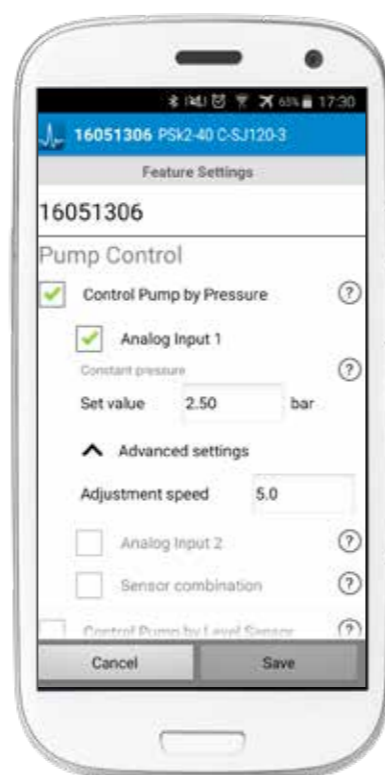 65% 17:30
16051306 PSk2-40 C-SJ120-3
Feature Settings
16051306
Pump Control
Control Pump by Pressure ?
Analog Input 1
Constant pressure ?
Set value 2.50 bar
Advanced settings
Adjustment speed 5.0
Analog Input 2 ?
Sensor combination ?
Control Pump by Level Sensor ?
Cancel Save